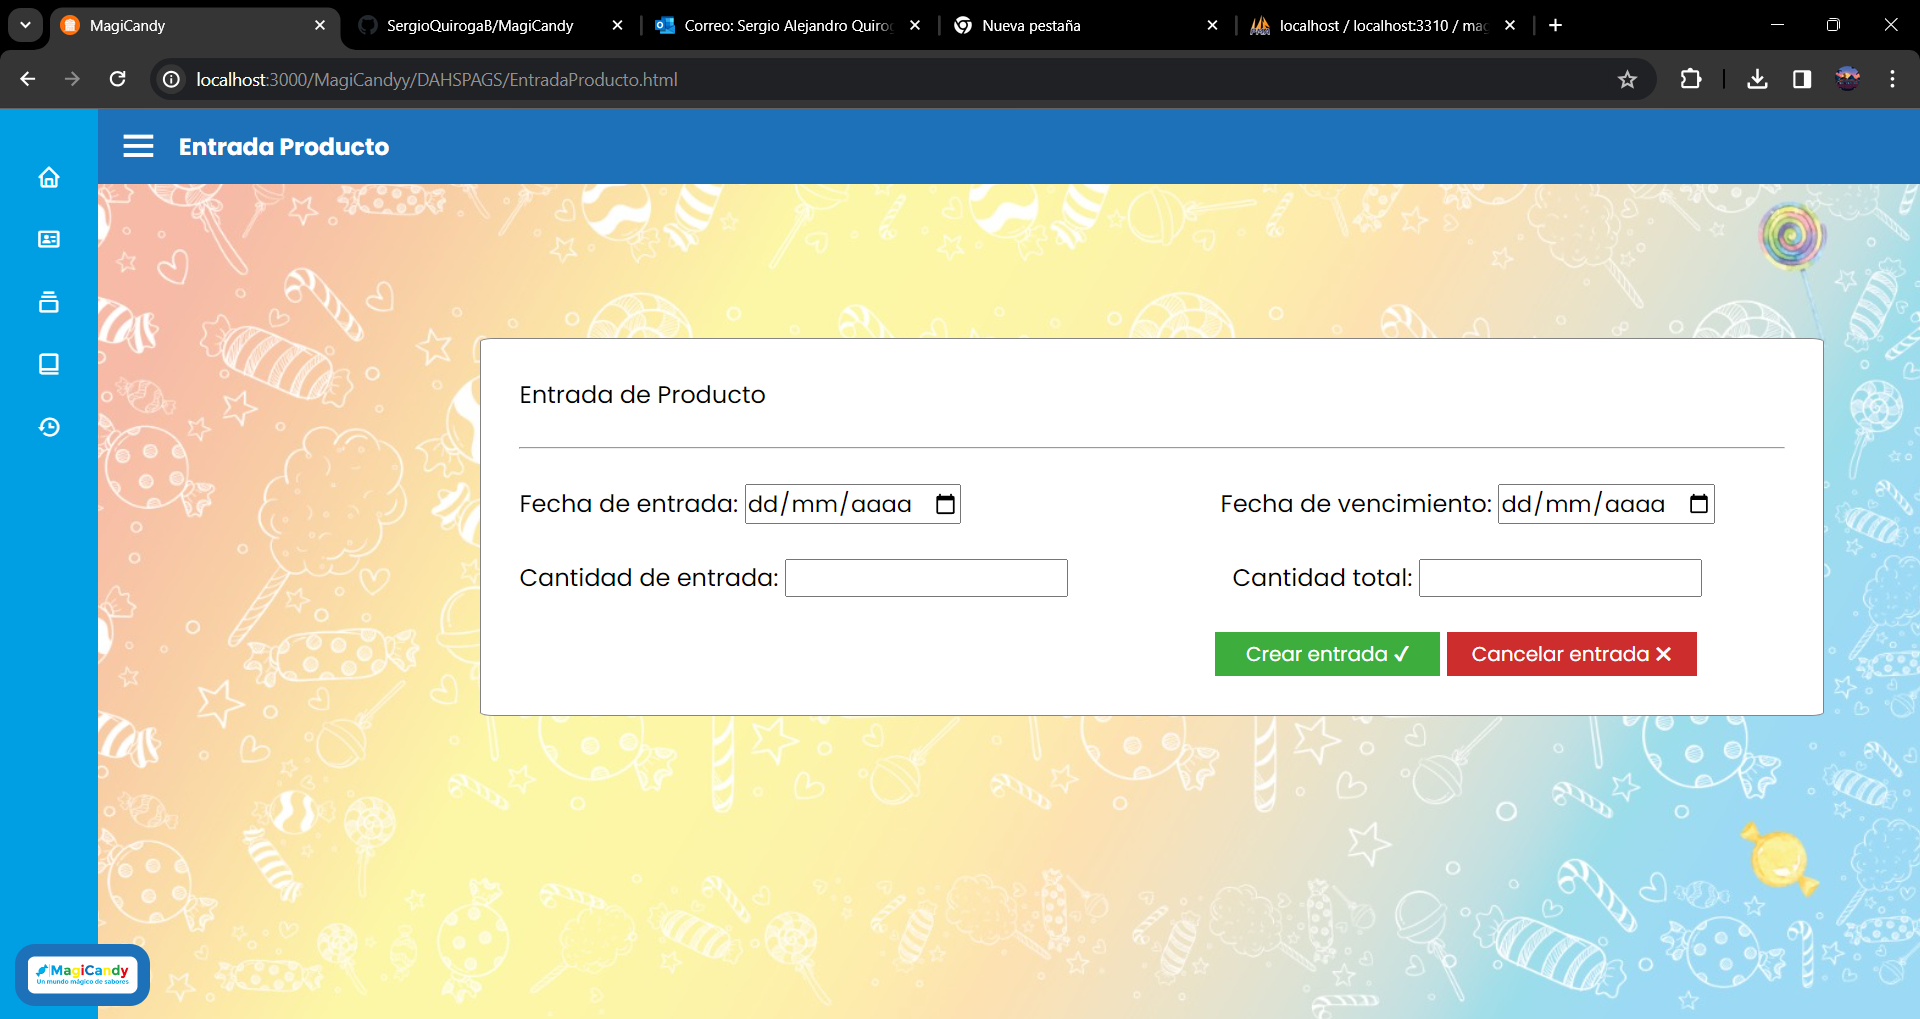 MagiCandy
SergioQuirogaB/MagiCandy
Correo: Sergio Alejandro Quiro
Nueva pestaña
localhost / localhost:3310 / mag
localhost:3000/MagiCandyy/DAHSPAGS/EntradaProducto.html
Entrada Producto
Entrada de Producto
Fecha de entrada: dd/mm/aaaa
Fecha de vencimiento: dd/mm/aaaa
Cantidad de entrada:
Cantidad total:
Crear entrada ✓
Cancelar entrada ✕
MagiCandy
Un mundo mágico de sabores